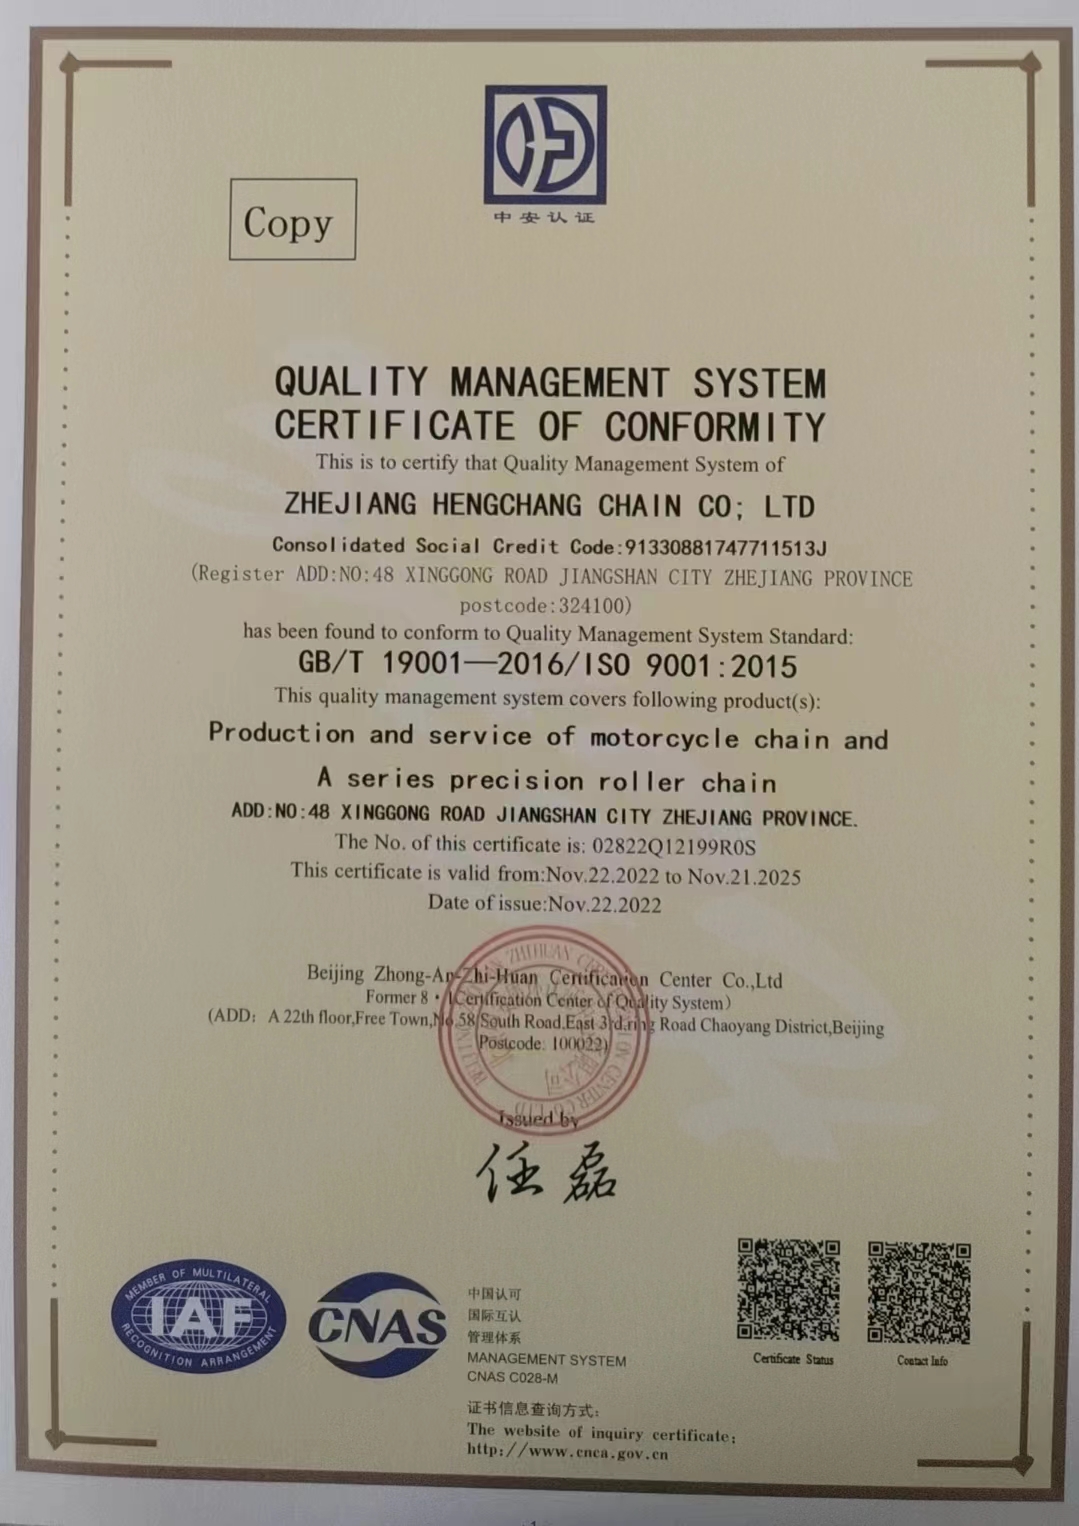 中安认证
Copy
QUALITY MANAGEMENT SYSTEM
CERTIFICATE OF CONFORMITY
This is to certify that Quality Management System of
ZHEJIANG HENGCHANG CHAIN CO; LTD
Consolidated Social Credit Code:91330881747711513J
(Register ADD:NO:48 XINGGONG ROAD JIANGSHAN CITY ZHEJIANG PROVINCE
postcode:324100)
has been found to conform to Quality Management System Standard:
GB/T 19001—2016/ISO 9001:2015
This quality management system covers following product(s):
Production and service of motorcycle chain and
A series precision roller chain
ADD:NO:48 XINGGONG ROAD JIANGSHAN CITY ZHEJIANG PROVINCE.
The No. of this certificate is: 02822Q12199R0S
This certificate is valid from:Nov.22.2022 to Nov.21.2025
Date of issue:Nov.22.2022
Beijing Zhong-An-Zhi-Huan Certification Center Co.,Ltd
Former 8·1(Certification Center of Quality System)
(ADD: A 22th floor,Free Town,No.58 South Road,East 3rd.ring Road Chaoyang District,Beijing
Postcode: 100022)
Issued by
任磊
MEMBER OF MULTILATERAL
IAF
RECOGNITION ARRANGEMENT
CNAS
中国认可
国际互认
管理体系
MANAGEMENT SYSTEM
CNAS C028-M
Certificate Status
Contact Info
证书信息查询方式:
The website of inquiry certificate:
http://www.cnca.gov.cn